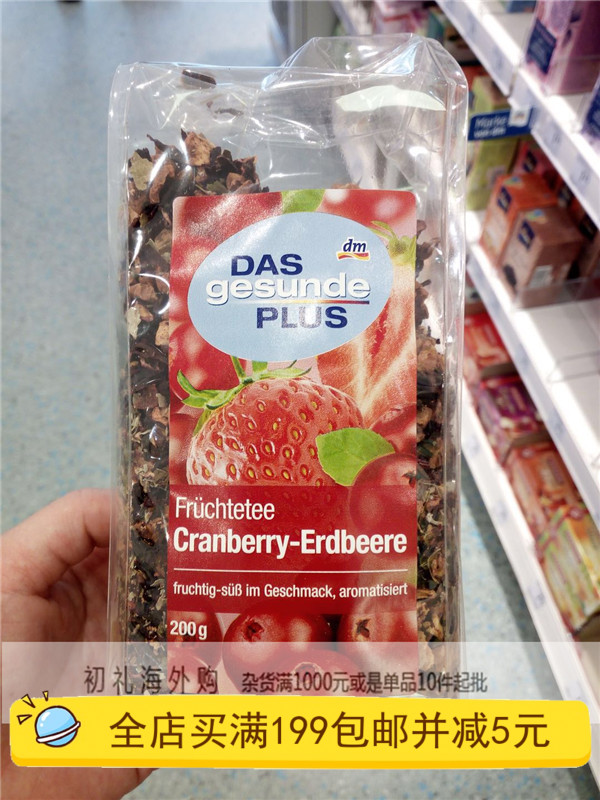 dm
DAS
gesunde
PLUS
Früchtetee
Cranberry-Erdbeere
fruchtig-süß im Geschmack, aromatisiert
200g
初礼海外购 杂货满1000元或是单品10件起批
全店买满199包邮并减5元